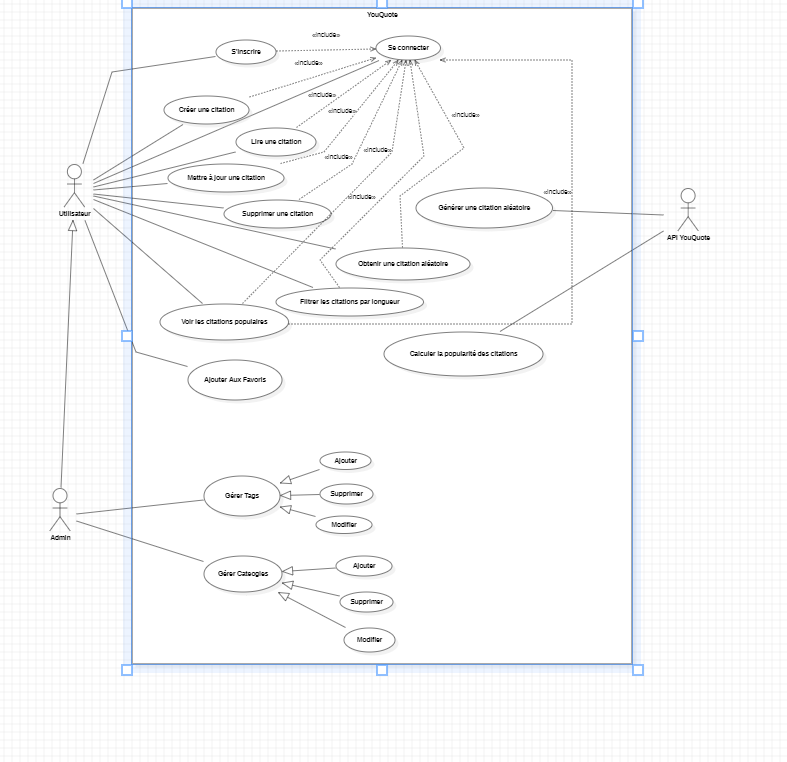 YouQuote
«include»
S'inscrire
Se connecter
«include»
«include»
Créer une citation
«include»
«include»
Lire une citation
«include»
«include»
Mettre à jour une citation
«include»
«include»
Supprimer une citation
Générer une citation aléatoire
Utilisateur
API YouQuote
Obtenir une citation aléatoire
Filtrer les citations par longueur
Voir les citations populaires
Calculer la popularité des citations
Ajouter Aux Favoris
Ajouter
Gérer Tags
Supprimer
Modifier
Admin
Ajouter
Gérer Cateogies
Supprimer
Modifier